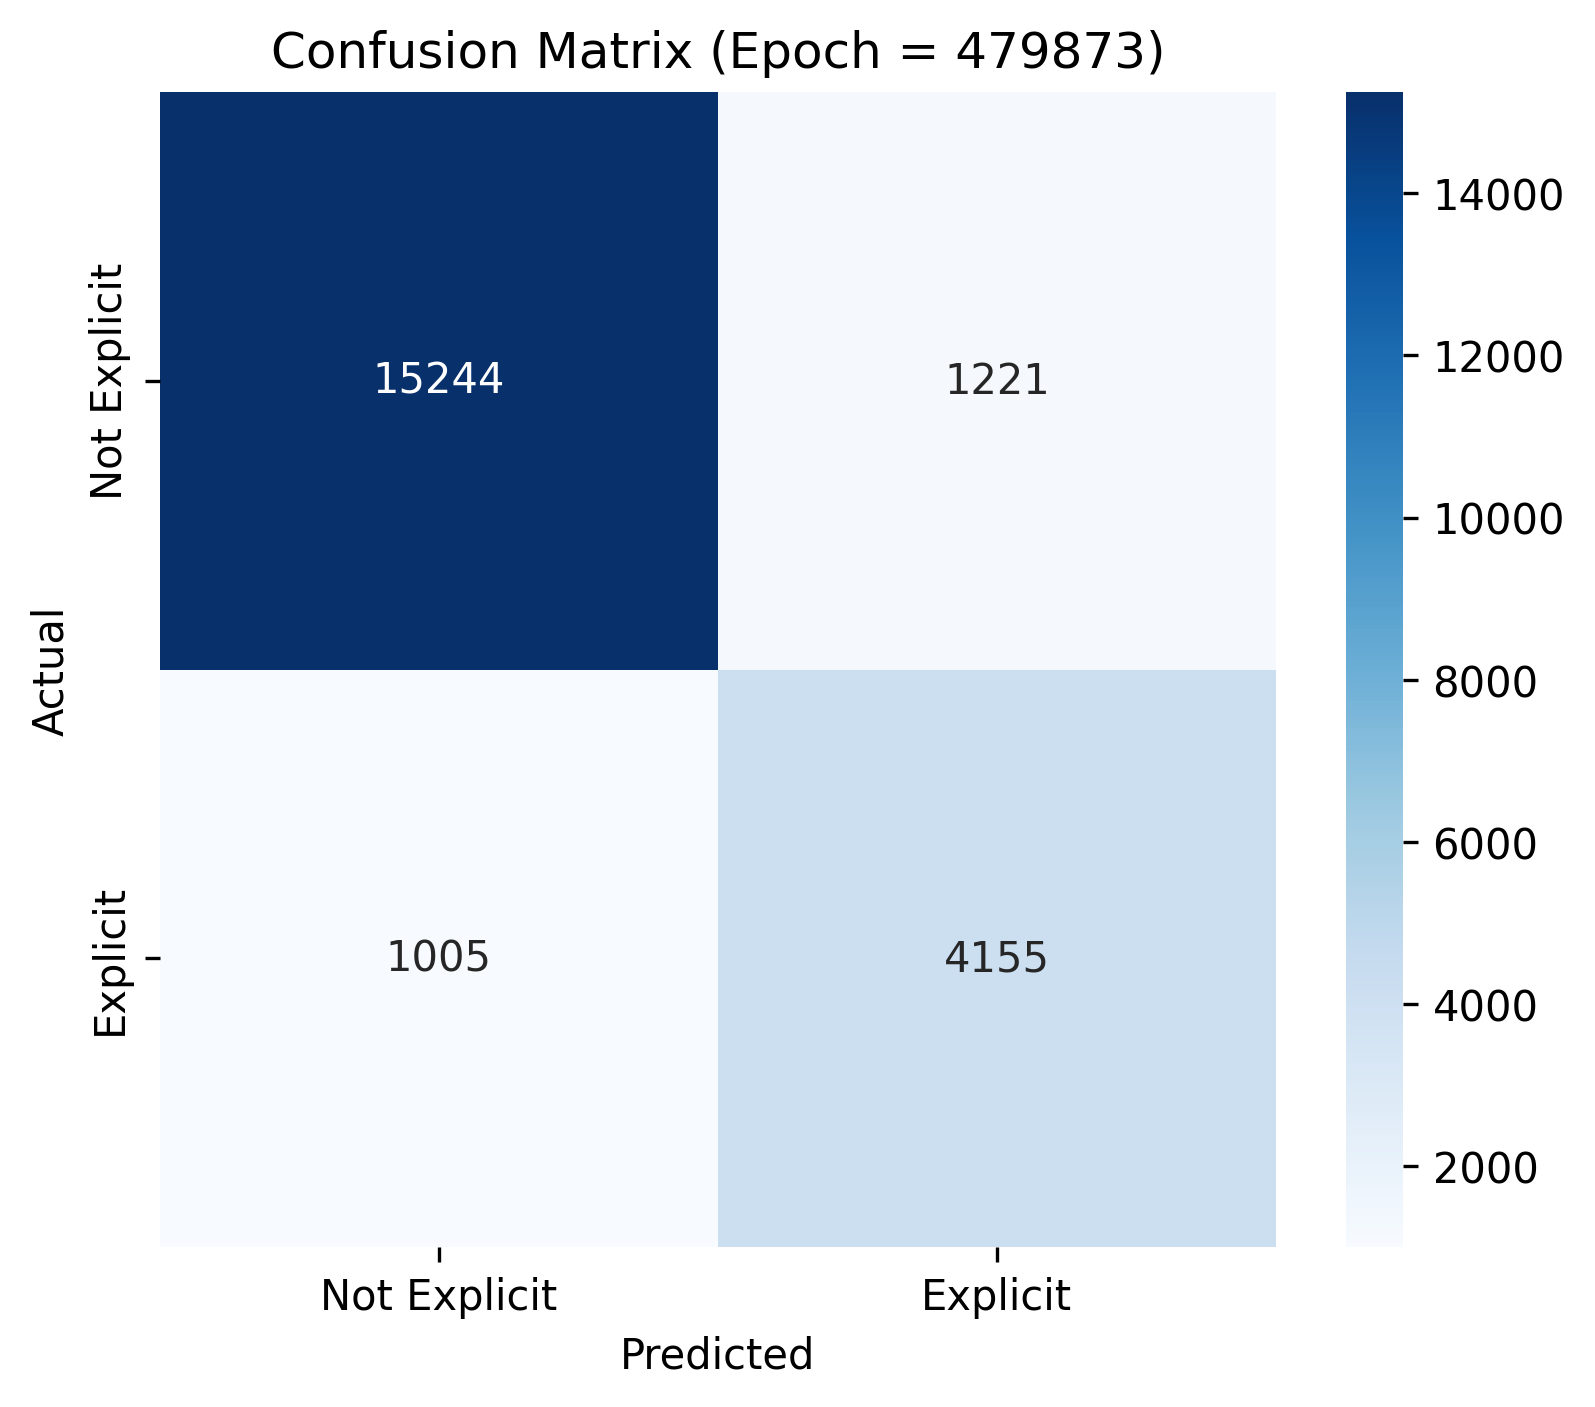 Confusion Matrix (Epoch = 479873)
Actual
Not Explicit
Explicit
15244
1221
1005
4155
Not Explicit
Explicit
Predicted
14000
12000
10000
8000
6000
4000
2000